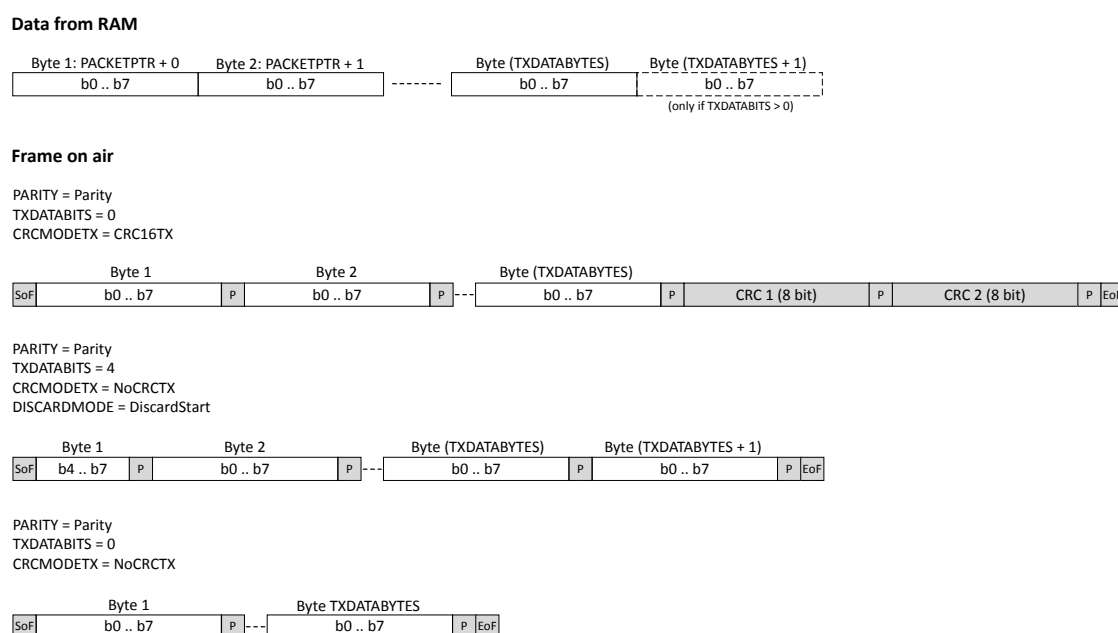 Data from RAM
Byte 1: PACKETPTR + 0 Byte 2: PACKETPTR + 1 Byte (TXDATABYTES) Byte (TXDATABYTES + 1)
b0 .. b7 b0 .. b7 b0 .. b7 b0 .. b7
(only if TXDATABITS > 0)
Frame on air
PARITY = Parity
TXDATABITS = 0
CRCMODETX = CRC16TX
Byte 1 Byte 2 Byte (TXDATABYTES)
SoF b0 .. b7 P b0 .. b7 P b0 .. b7 P CRC 1 (8 bit) P CRC 2 (8 bit) P
PARITY = Parity
TXDATABITS = 4
CRCMODETX = NoCRCTX
DISCARDMODE = DiscardStart
Byte 1 Byte 2 Byte (TXDATABYTES) Byte (TXDATABYTES + 1)
SoF b4 .. b7 P b0 .. b7 P b0 .. b7 P b0 .. b7 P EoF
PARITY = Parity
TXDATABITS = 0
CRCMODETX = NoCRCTX
Byte 1 Byte TXDATABYTES
SoF b0 .. b7 P b0 .. b7 P EoF